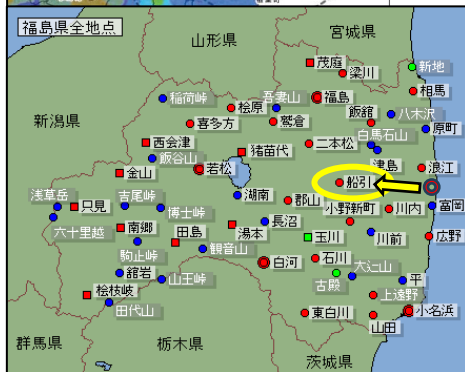 福島県全地点
山形県
宮城県
新潟県
茂庭
梁川
新地
稲荷峠
吾妻山
福島
相馬
桧原
飯舘
八木沢
喜多方
鷲倉
二本松
白馬石山
原町
西会津
猪苗代
飯谷山
津島
浪江
金山
若松
船引
浅草岳
只見
吉尾峠
湖南
郡山
小野新町
川内
富岡
博士峠
六十里越
南郷
田島
湯本
長沼
玉川
川前
広野
駒止峠
観音山
石川
舘岩
白河
古殿
平
山王峠
上遠野
桧枝岐
田代山
東白川
山田
小名浜
群馬県
栃木県
茨城県